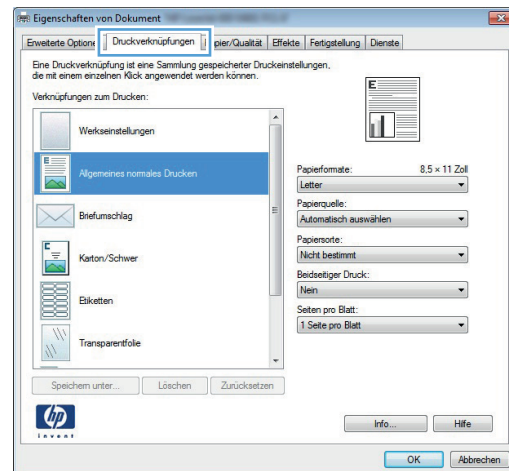 Eigenschaften von Dokument
Erweiterte Optione
Druckverknüpfungen
pier/Qualität
Effekte
Fertigstellung
Dienste
Eine Druckverknüpfung ist eine Sammlung gespeicherter Druckeinstellungen,
die mit einem einzelnen Klick angewendet werden können.
Verknüpfungen zum Drucken:
Werkseinstellungen
Allgemeines normales Drucken
Briefumschlag
Karton/Schwer
Etiketten
Transparentfolie
Speichern unter...
Löschen
Zurücksetzen
Papierformate:
8,5 × 11 Zoll
Letter
Papierquelle:
Automatisch auswählen
Papiersorte:
Nicht bestimmt
Beidseitiger Druck:
Nein
Seiten pro Blatt:
1 Seite pro Blatt
hp
invent
Info...
Hilfe
OK
Abbrechen